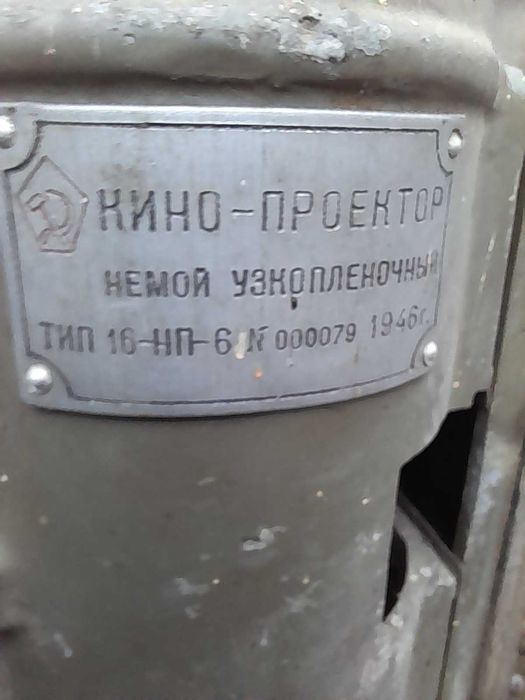 КИНО-ПРОЕКТОР
НЕМОЙ УЗКОПЛЕНОЧНЫЙ
ТИП 16-НП-6 № 000079 1946г.